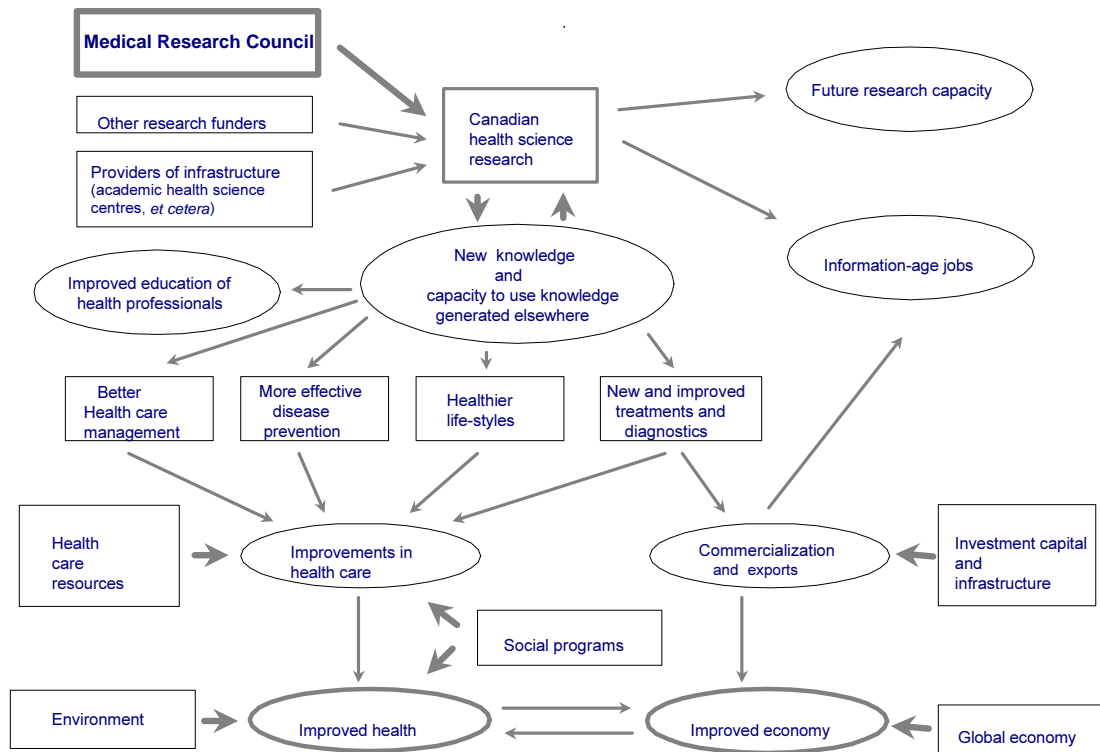 Medical Research Council
Other research funders
Providers of infrastructure
(academic health science
centres, et cetera)
Canadian
health science
research
Future research capacity
Information-age jobs
New knowledge
and
capacity to use knowledge
generated elsewhere
Improved education of
health professionals
Better
Health care
management
More effective
disease
prevention
Healthier
life-styles
New and improved
treatments and
diagnostics
Health
care
resources
Improvements in
health care
Commercialization
and exports
Investment capital
and
infrastructure
Social programs
Environment
Improved health
Improved economy
Global economy